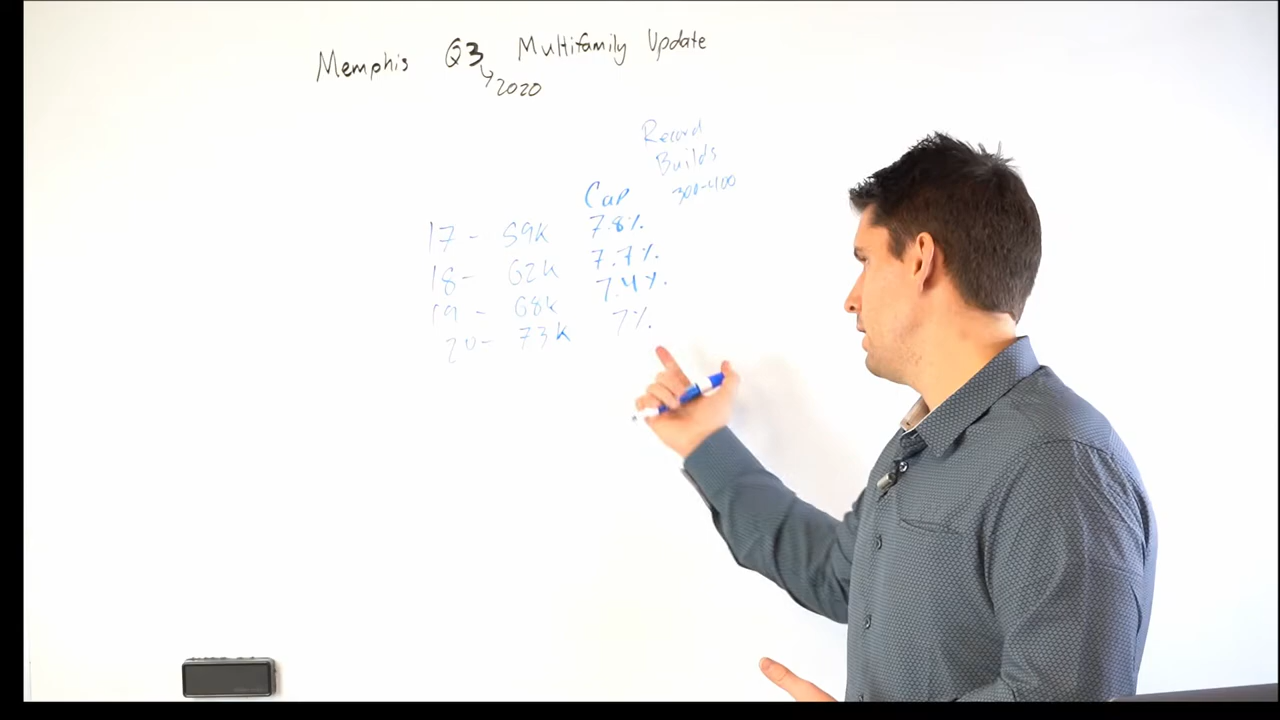 Memphis Q3 Multifamily Update
↳ 2020
Record
Builds
300-400
Cap
17 - 59k 7.8%
18 - 62k 7.7%
19 - 68k 7.4%
20 - 73k 7%